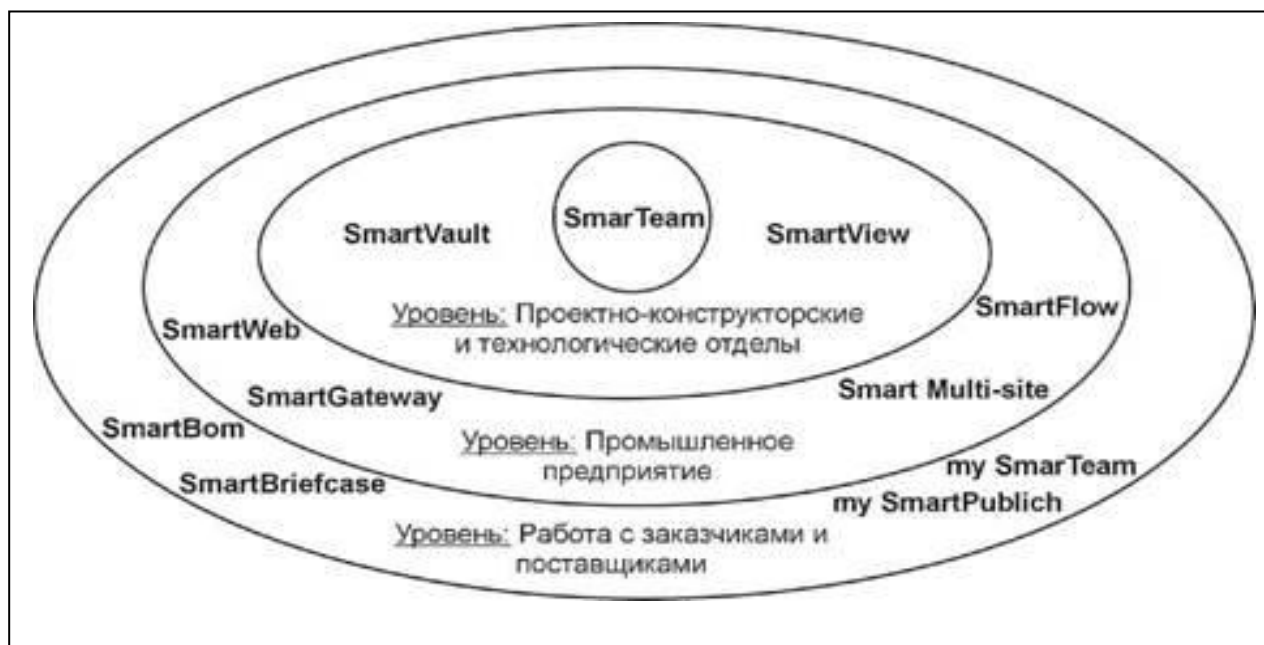 SmarTeam
SmartVault
SmartView
Уровень: Проектно-конструкторские
и технологические отделы
SmartWeb
SmartFlow
SmartGateway
Smart Multi-site
Уровень: Промышленное
предприятие
SmartBom
my SmarTeam
SmartBriefcase
my SmartPublich
Уровень: Работа с заказчиками и
поставщиками